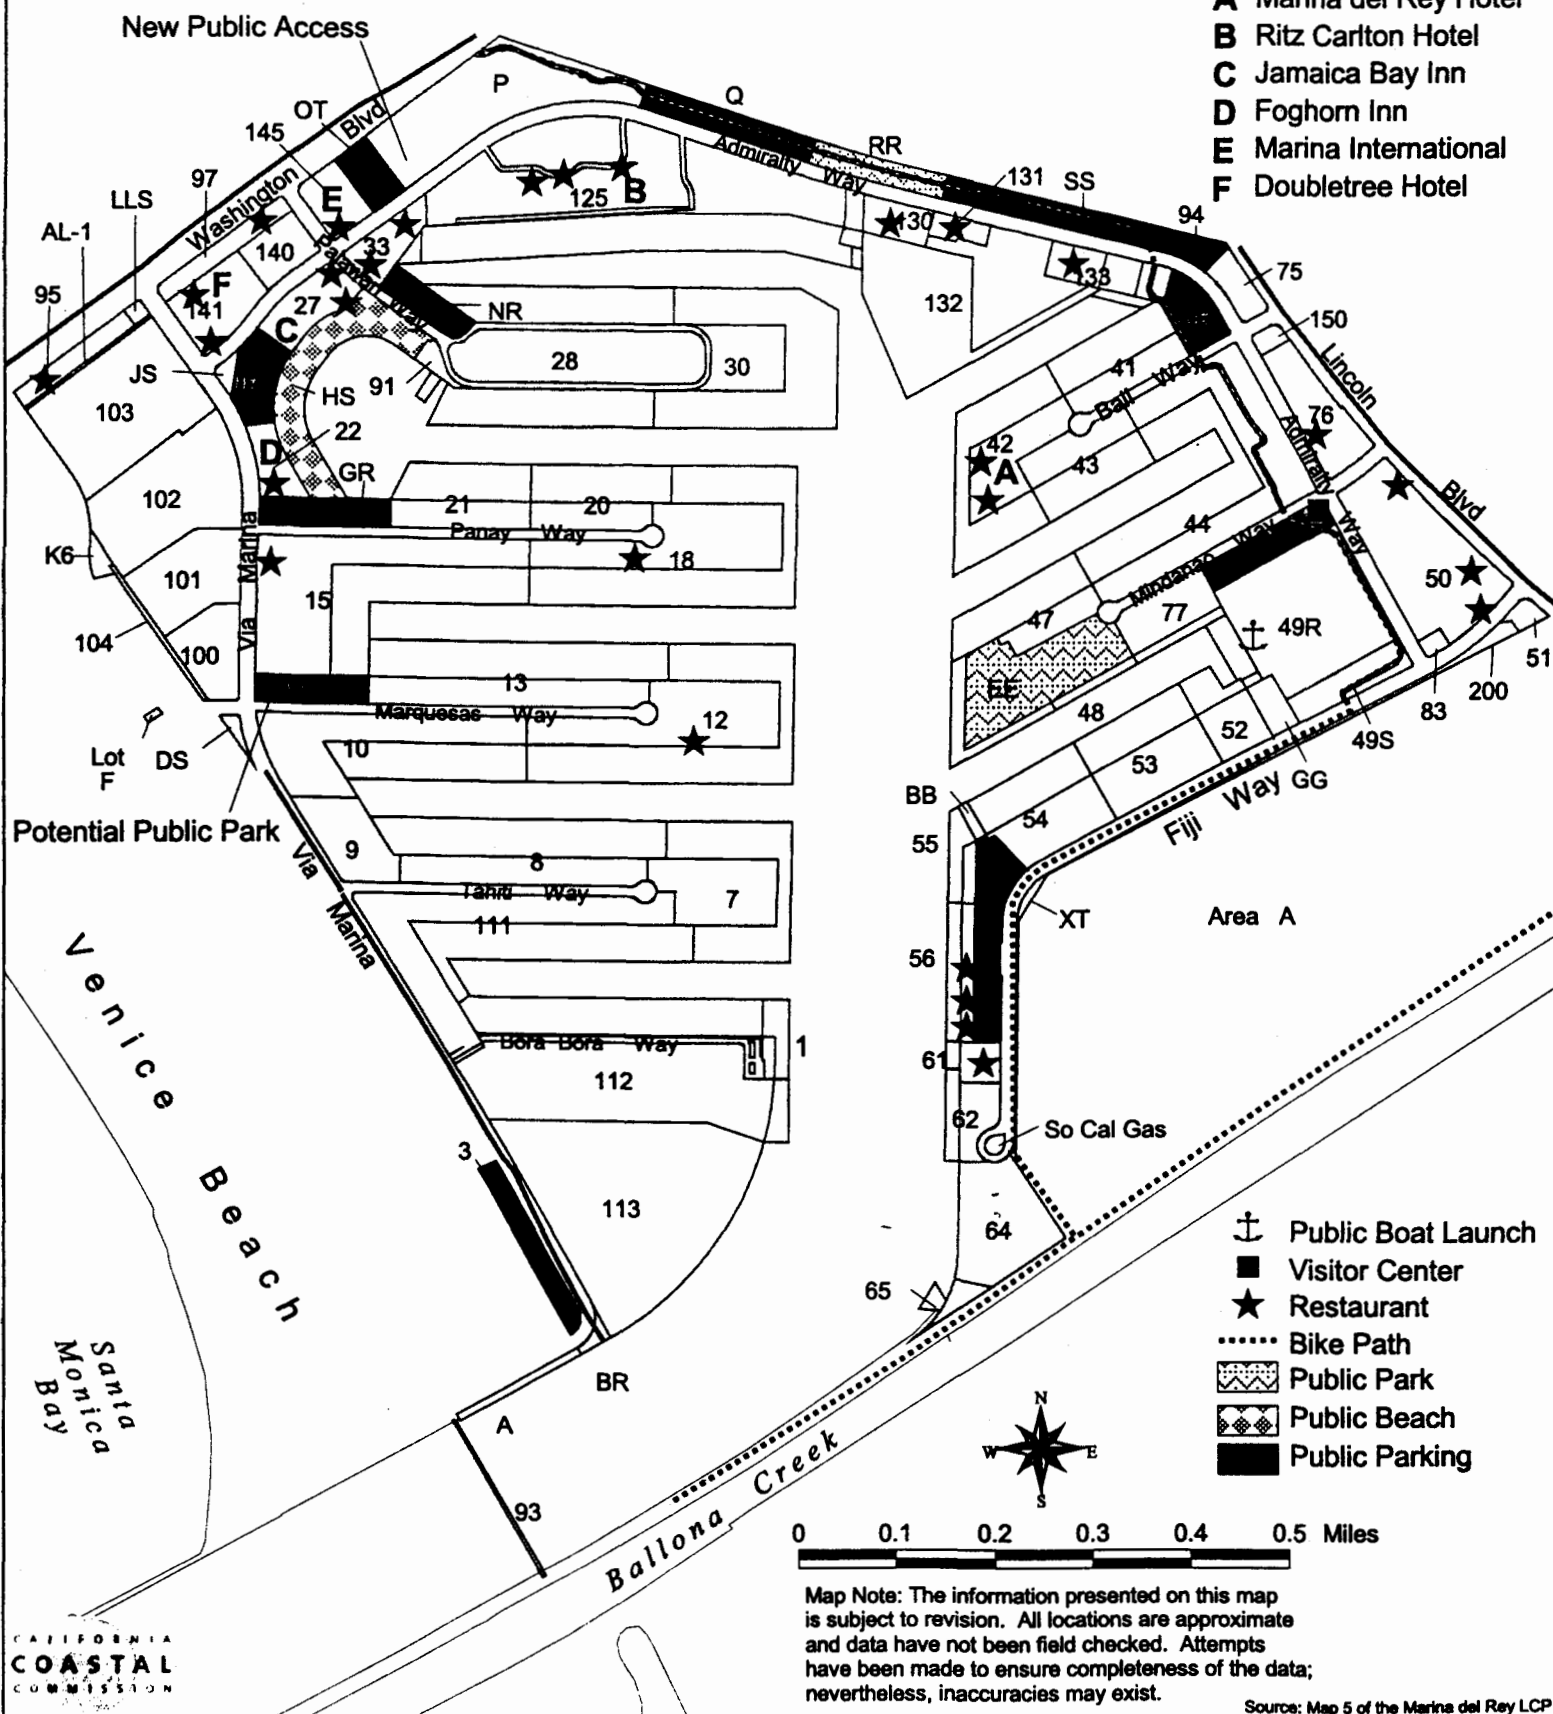 A Marina del Rey Hotel
B Ritz Carlton Hotel
C Jamaica Bay Inn
D Foghorn Inn
E Marina International
F Doubletree Hotel
New Public Access
P
Q
OT
Blvd
145
RR
Admiralty
Way
131
SS
97
Washington
E
125
B
130
94
LLS
AL-1
140
33
133
75
95
F
141
27
Palawan Way
NR
132
150
C
28
30
41
Lincoln
JS
91
Bali Way
103
HS
76
22
42
Admiralty
D
A
43
GR
102
21
20
Blvd
Marina
Panay Way
44
Way
K6
18
Mindanao Way
50
101
15
47
77
104
49R
Via
100
51
13
EE
200
Marquesas Way
12
48
83
10
52
49S
Lot
F
DS
53
GG
BB
Fiji Way
Potential Public Park
54
55
9
8
Via
Tahiti Way
7
Marina
111
XT
Area A
56
Venice Beach
Bora Bora Way
1
61
112
62
So Cal Gas
3
113
64
Public Boat Launch
65
Visitor Center
Restaurant
Bike Path
BR
Public Park
Santa
Monica
Bay
A
N
Public Beach
W E
Public Parking
S
93
Ballona Creek
0 0.1 0.2 0.3 0.4 0.5 Miles
Map Note: The information presented on this map
is subject to revision. All locations are approximate
and data have not been field checked. Attempts
have been made to ensure completeness of the data;
nevertheless, inaccuracies may exist.
CALIFORNIA
COASTAL
COMMISSION
Source: Map 5 of the Marina del Rey LCP